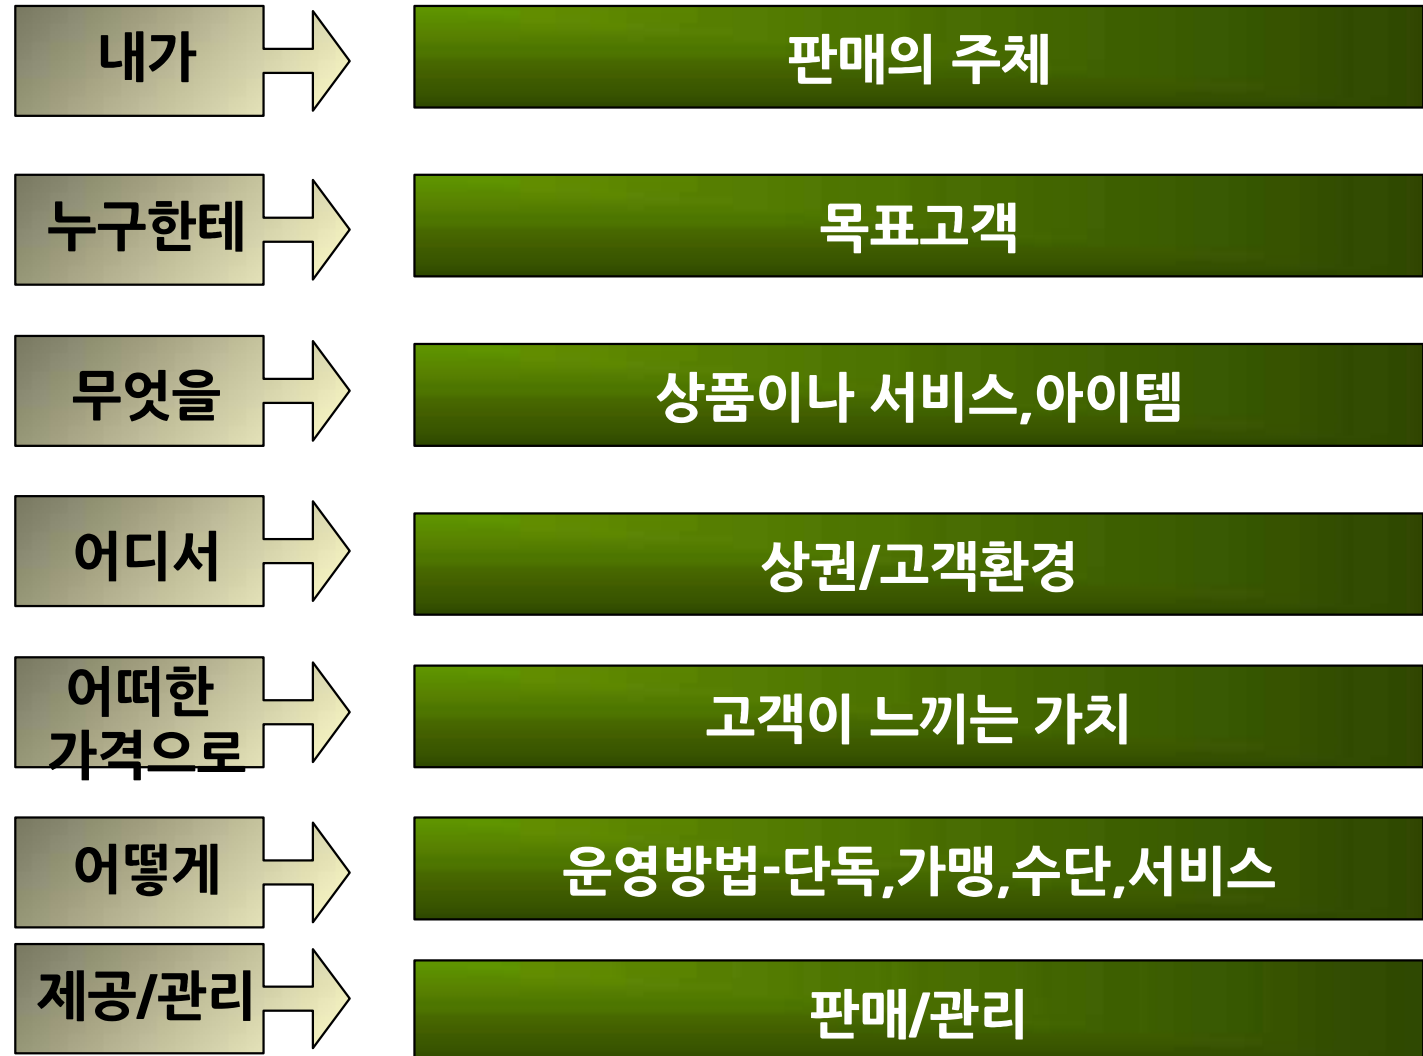 내가
판매의 주체
누구한테
목표고객
무엇을
상품이나 서비스,아이템
어디서
상권/고객환경
어떠한
가격으로
고객이 느끼는 가치
어떻게
운영방법-단독,가맹,수단,서비스
제공/관리
판매/관리